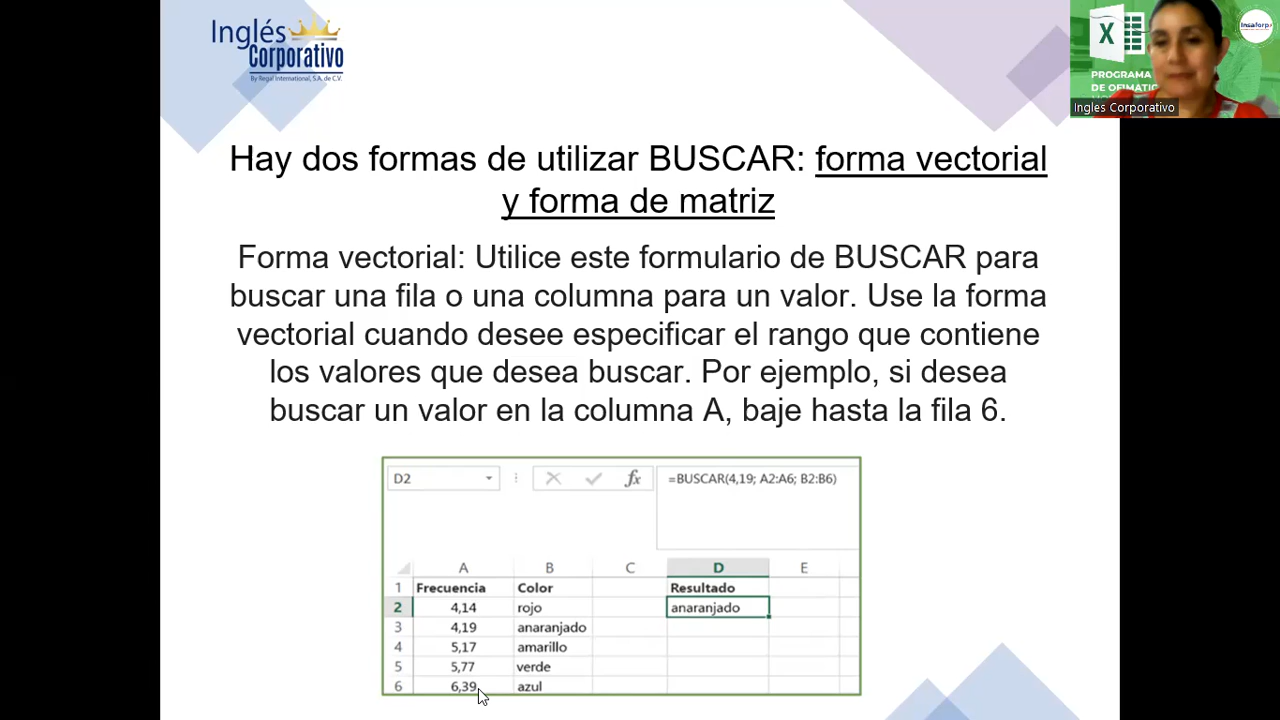 Inglés
Corporativo
By Regal International, S.A. de C.V.
PROGRAMA
DE OFIMATIC
Ingles Corporativo
Insaforp
Hay dos formas de utilizar BUSCAR: forma vectorial
y forma de matriz
Forma vectorial: Utilice este formulario de BUSCAR para
buscar una fila o una columna para un valor. Use la forma
vectorial cuando desee especificar el rango que contiene
los valores que desea buscar. Por ejemplo, si desea
buscar un valor en la columna A, baje hasta la fila 6.
D2 fx =BUSCAR(4,19; A2:A6; B2:B6)
A B C D E
1 Frecuencia Color Resultado
2 4,14 rojo anaranjado
3 4,19 anaranjado
4 5,17 amarillo
5 5,77 verde
6 6,39 azul